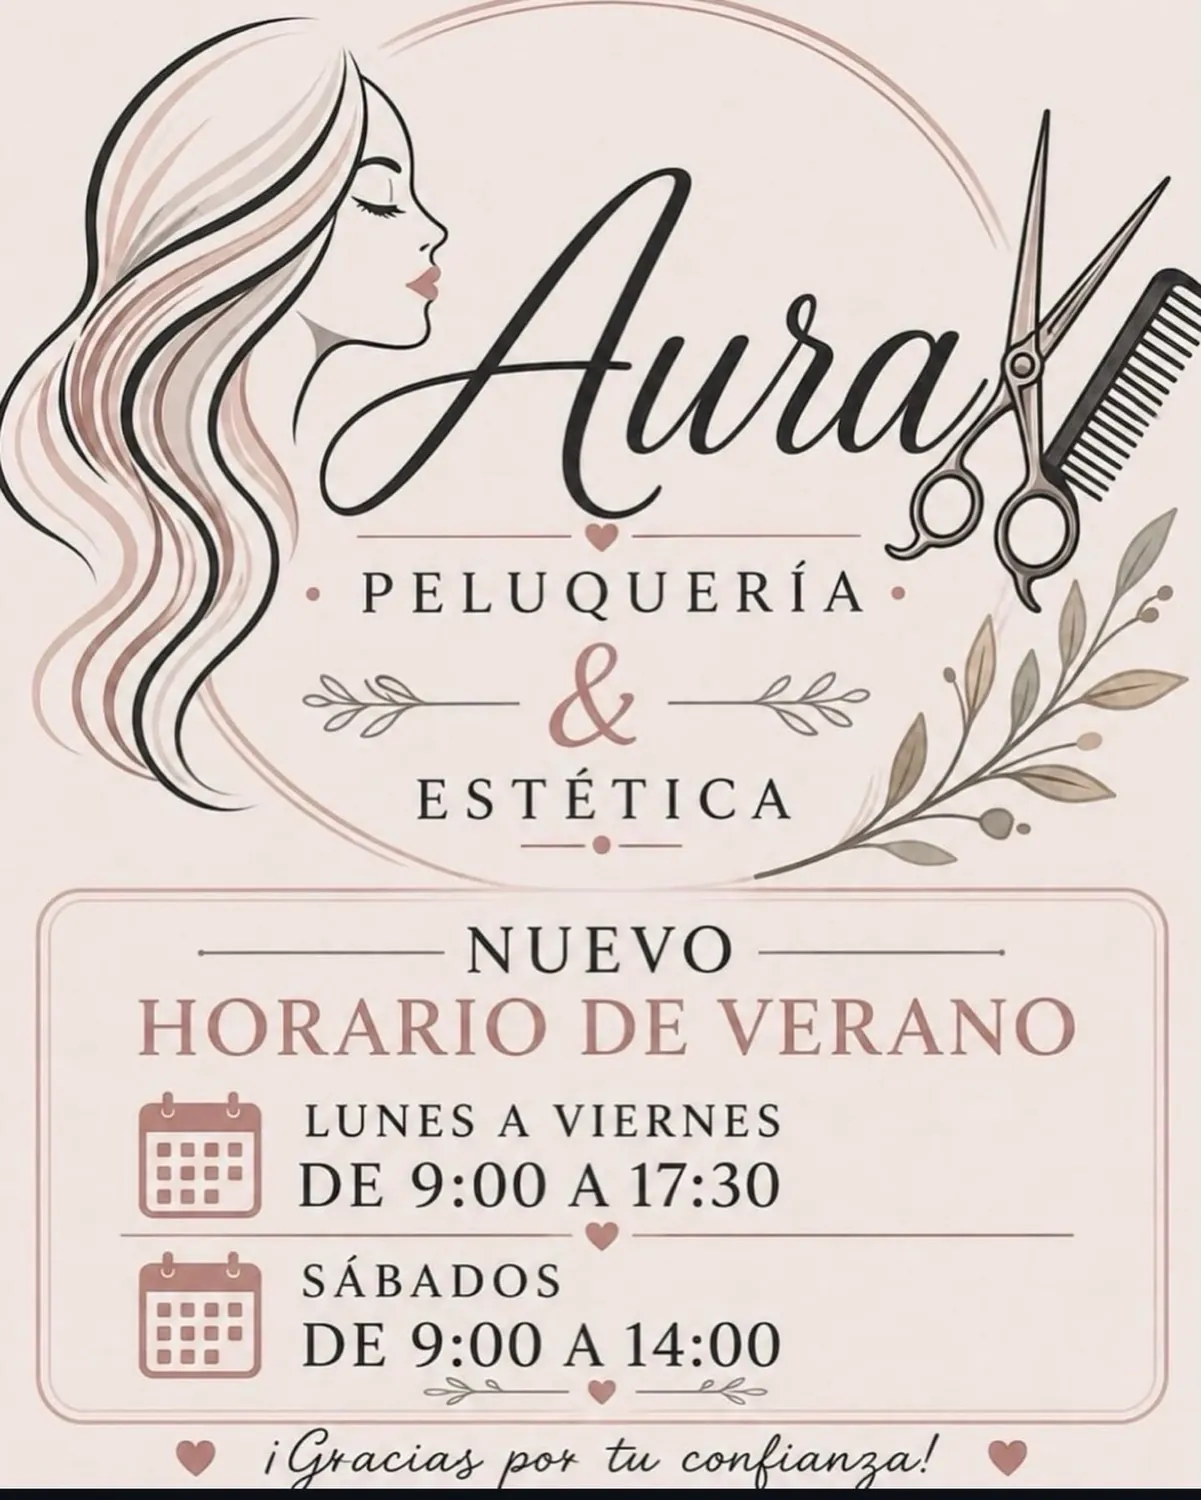 Aura
PELUQUERÍA
&
ESTÉTICA
NUEVO
HORARIO DE VERANO
LUNES A VIERNES
DE 9:00 A 17:30
SÁBADOS
DE 9:00 A 14:00
¡Gracias por tu confianza!